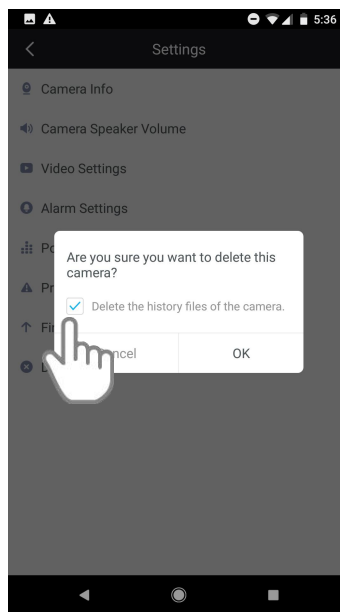 5:36
Settings
Camera Info
Camera Speaker Volume
Video Settings
Alarm Settings
Are you sure you want to delete this
camera?
Delete the history files of the camera.
OK